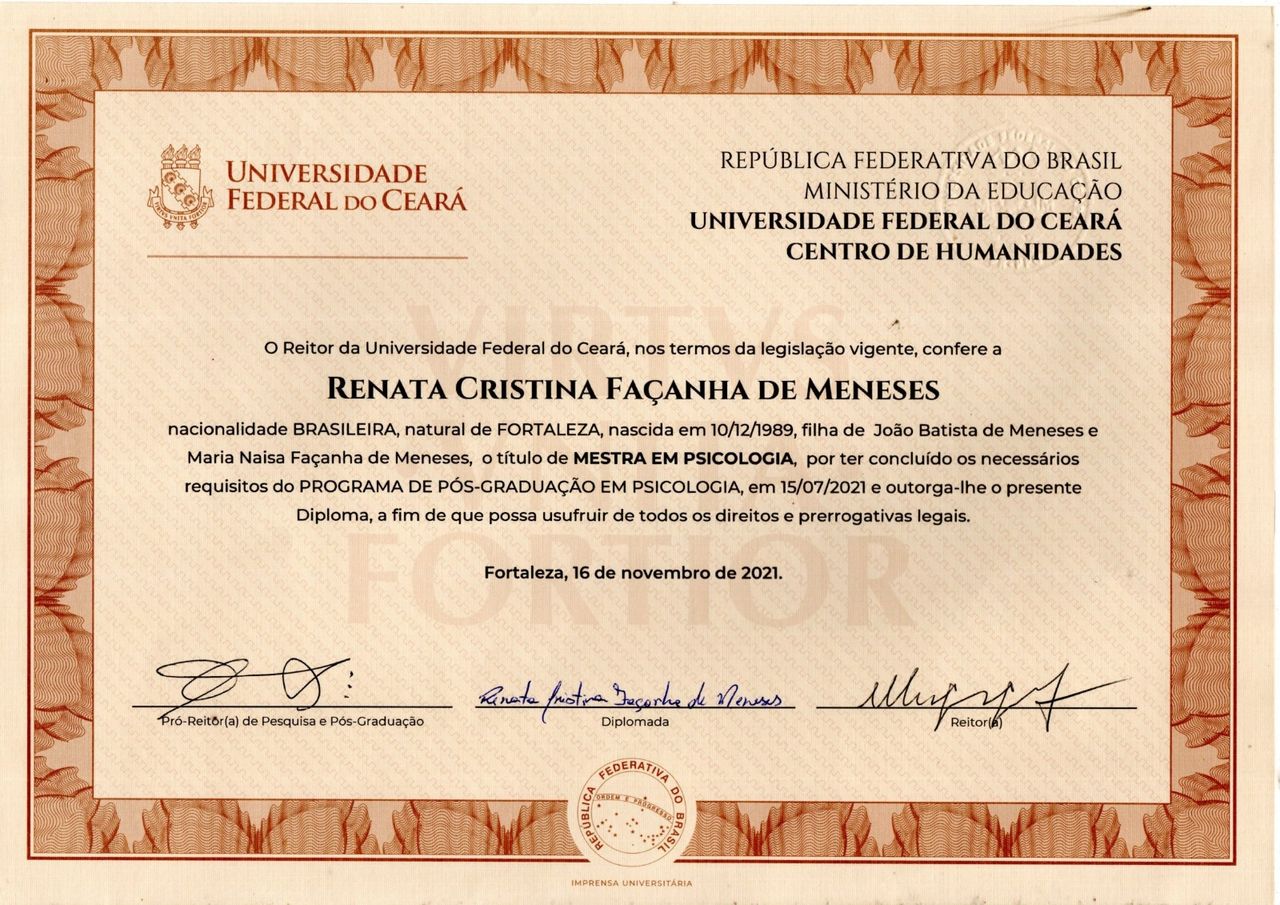 UNIVERSIDADE
FEDERAL DO CEARÁ
VIRTUS UNITA FORTIOR
REPÚBLICA FEDERATIVA DO BRASIL
MINISTÉRIO DA EDUCAÇÃO
UNIVERSIDADE FEDERAL DO CEARÁ
CENTRO DE HUMANIDADES
VIRTVS
O Reitor da Universidade Federal do Ceará, nos termos da legislação vigente, confere a
RENATA CRISTINA FAÇANHA DE MENESES
nacionalidade BRASILEIRA, natural de FORTALEZA, nascida em 10/12/1989, filha de João Batista de Meneses e
Maria Naisa Façanha de Meneses, o título de MESTRA EM PSICOLOGIA, por ter concluído os necessários
requisitos do PROGRAMA DE PÓS-GRADUAÇÃO EM PSICOLOGIA, em 15/07/2021 e outorga-lhe o presente
Diploma, a fim de que possa usufruir de todos os direitos e prerrogativas legais.
FORTIOR
Fortaleza, 16 de novembro de 2021.
Renata Cristina Façanha de Meneses
Pró-Reitor(a) de Pesquisa e Pós-Graduação
Diplomada
Reitor(a)
REPÚBLICA FEDERATIVA DO BRASIL
ORDEM E PROGRESSO
IMPRENSA UNIVERSITÁRIA